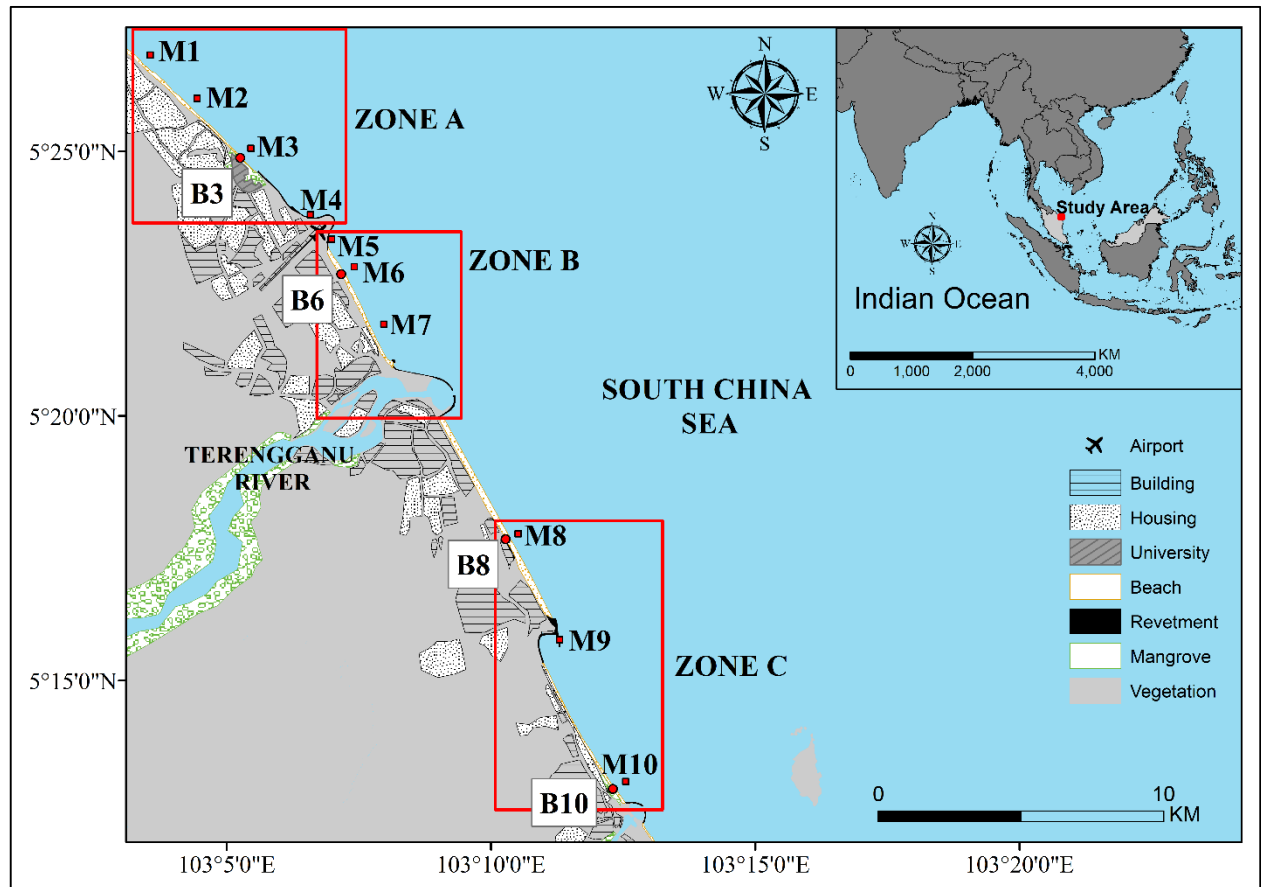 M1
M2
ZONE A
M3
B3
M4
M5
ZONE B
M6
B6
M7
SOUTH CHINA
SEA
TERENGGANU
RIVER
M8
B8
M9
ZONE C
M10
B10
N
W E
S
Study Area
N
W E
S
Indian Ocean
KM
0 1,000 2,000 4,000
Airport
Building
Housing
University
Beach
Revetment
Mangrove
Vegetation
0 10
KM
5°25'0"N
5°20'0"N
5°15'0"N
103°5'0"E 103°10'0"E 103°15'0"E 103°20'0"E